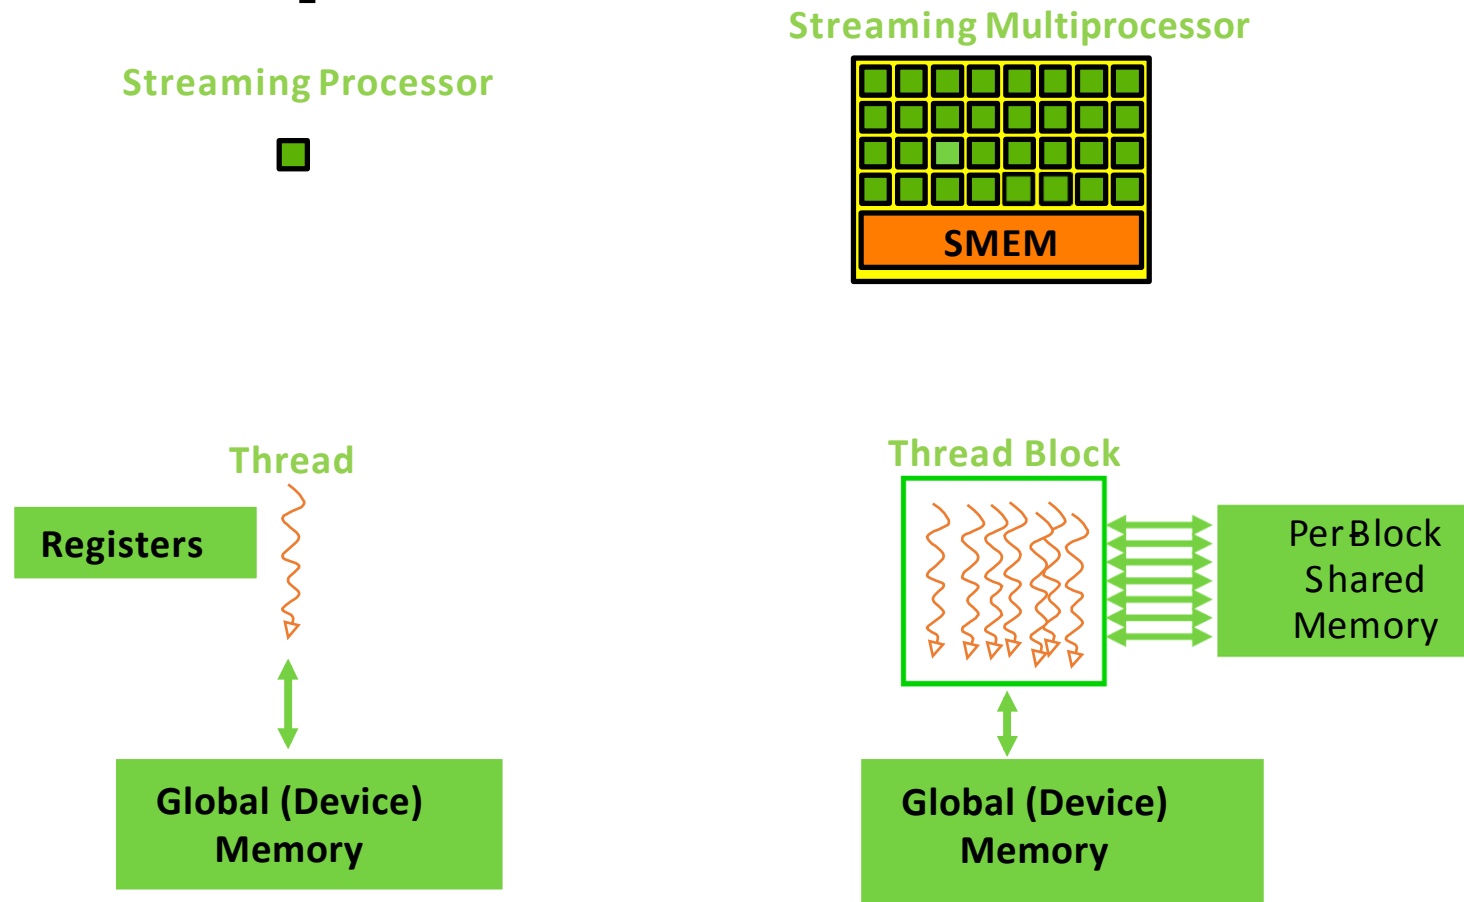 Streaming Multiprocessor
Streaming Processor
SMEM
Thread
Registers
Global (Device)
Memory
Thread Block
Per-Block
Shared
Memory
Global (Device)
Memory